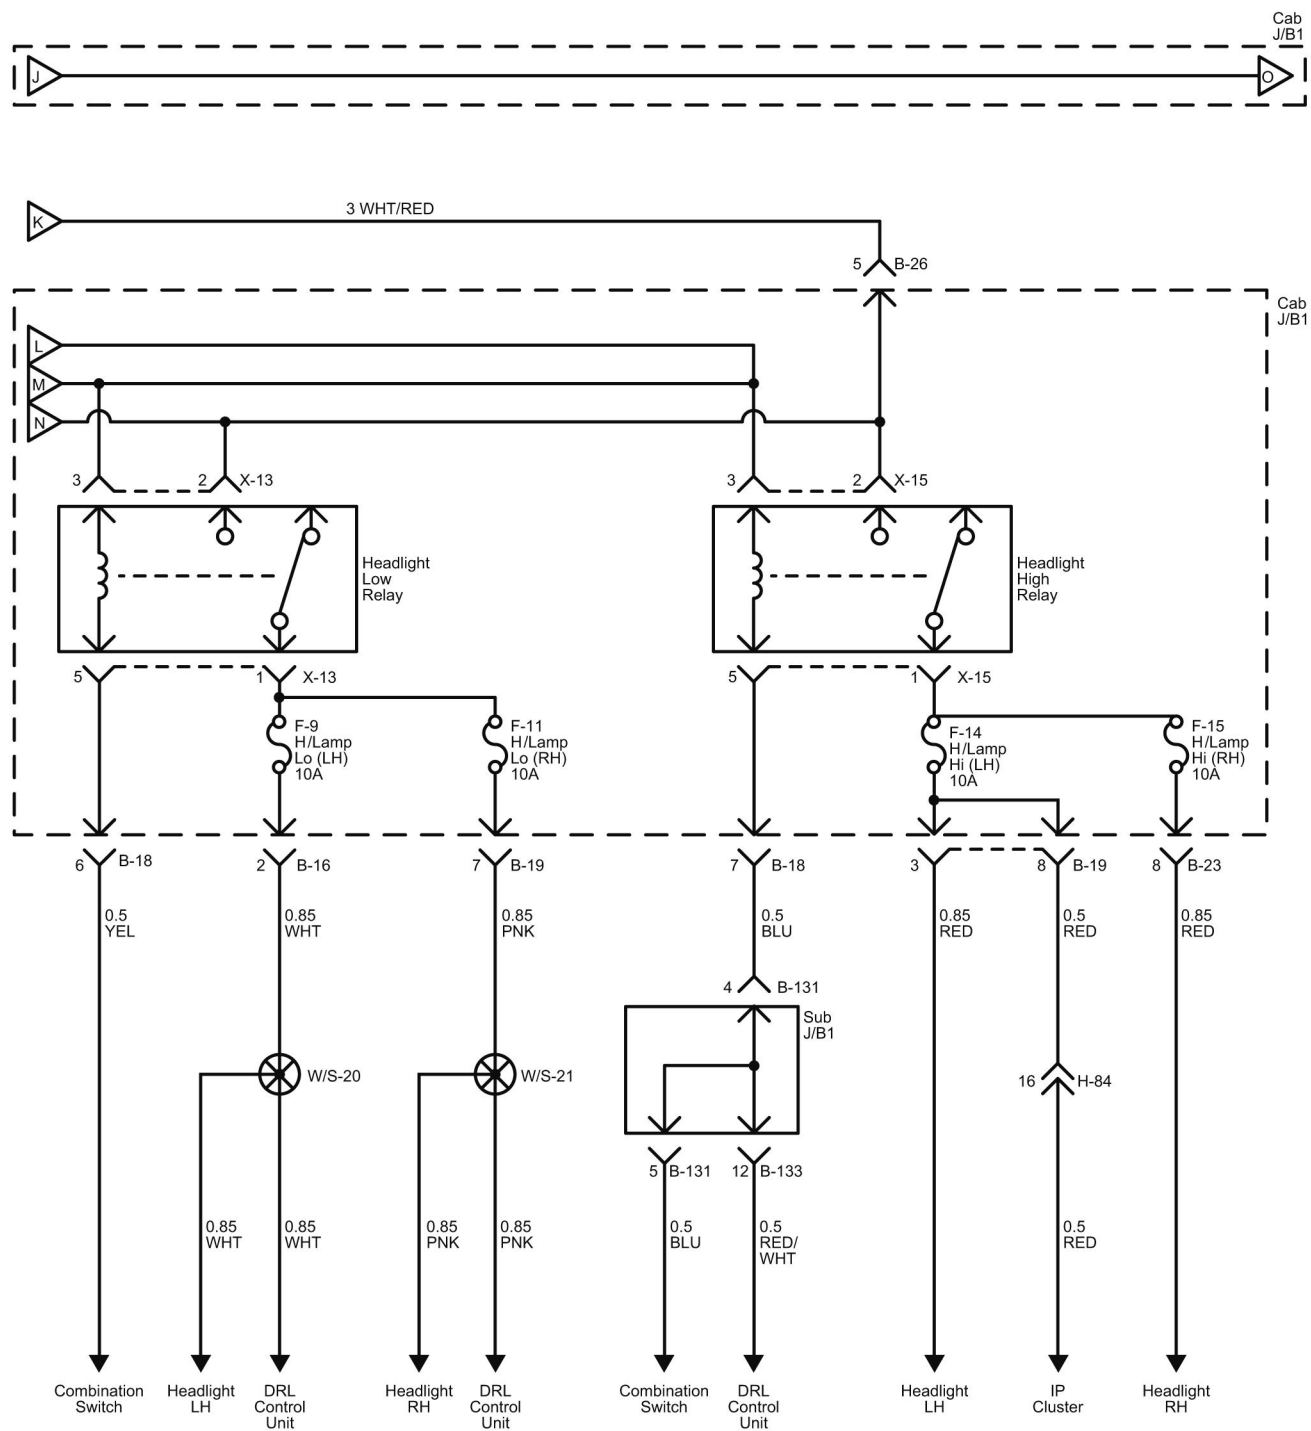 Cab
J/B1
J
O
K
3 WHT/RED
5 B-26
Cab
J/B1
L
M
N
3 2 X-13
3 2 X-15
Headlight
Low
Relay
Headlight
High
Relay
5 1 X-13
5 1 X-15
F-9
H/Lamp
Lo (LH)
10A
F-11
H/Lamp
Lo (RH)
10A
F-14
H/Lamp
Hi (LH)
10A
F-15
H/Lamp
Hi (RH)
10A
6 B-18
2 B-16
7 B-19
7 B-18
3
8 B-19
8 B-23
0.5
YEL
0.85
WHT
0.85
PNK
0.5
BLU
0.85
RED
0.5
RED
0.85
RED
4 B-131
Sub
J/B1
W/S-20
W/S-21
16 H-84
5 B-131
12 B-133
0.85
WHT
0.85
WHT
0.85
PNK
0.85
PNK
0.5
BLU
0.5
RED/
WHT
0.5
RED
Combination
Switch
Headlight
LH
DRL
Control
Unit
Headlight
RH
DRL
Control
Unit
Combination
Switch
DRL
Control
Unit
Headlight
LH
IP
Cluster
Headlight
RH